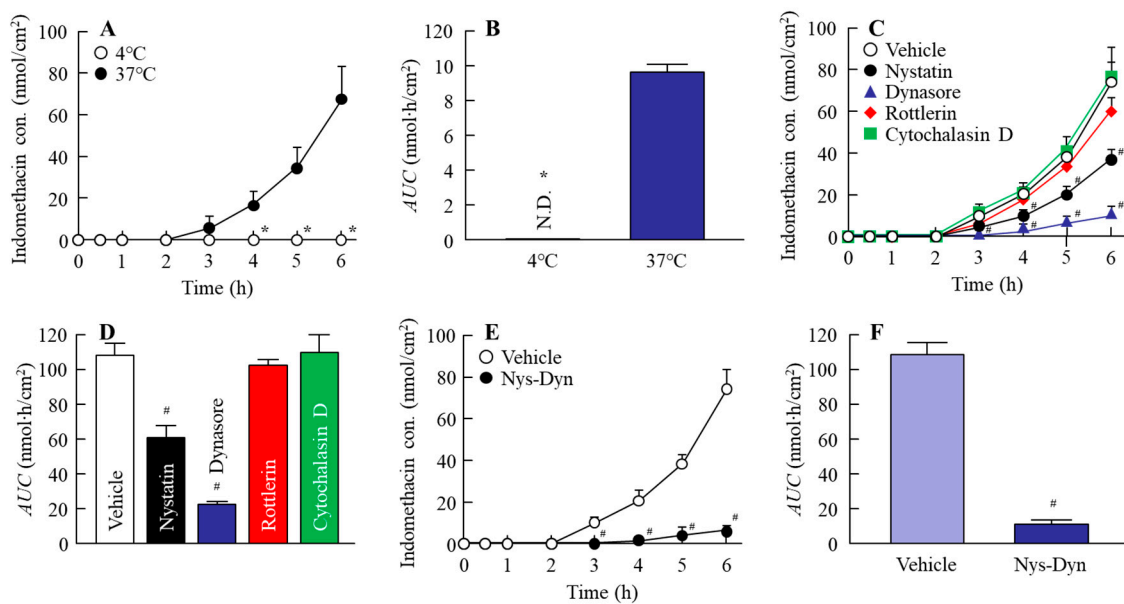 A
4°C
37°C
Indomethacin con. (nmol/cm²)
100
80
60
40
20
0
* * *
0 1 2 3 4 5 6
Time (h)
B
AUC (nmol·h/cm²)
120
10
8
6
4
2
0
N.D. *
4°C 37°C
C
Vehicle
Nystatin
Dynasore
Rottlerin
Cytochalasin D
Indomethacin con. (nmol/cm²)
100
80
60
40
20
0
# # # #
# # #
0 1 2 3 4 5 6
Time (h)
D
AUC (nmol·h/cm²)
120
100
80
60
40
20
0
Vehicle
#
Nystatin
#
Dynasore
Rottlerin
Cytochalasin D
E
Vehicle
Nys-Dyn
Indomethacin con. (nmol/cm²)
100
80
60
40
20
0
# # # #
0 1 2 3 4 5 6
Time (h)
F
AUC (nmol·h/cm²)
120
100
80
60
40
20
0
#
Vehicle Nys-Dyn